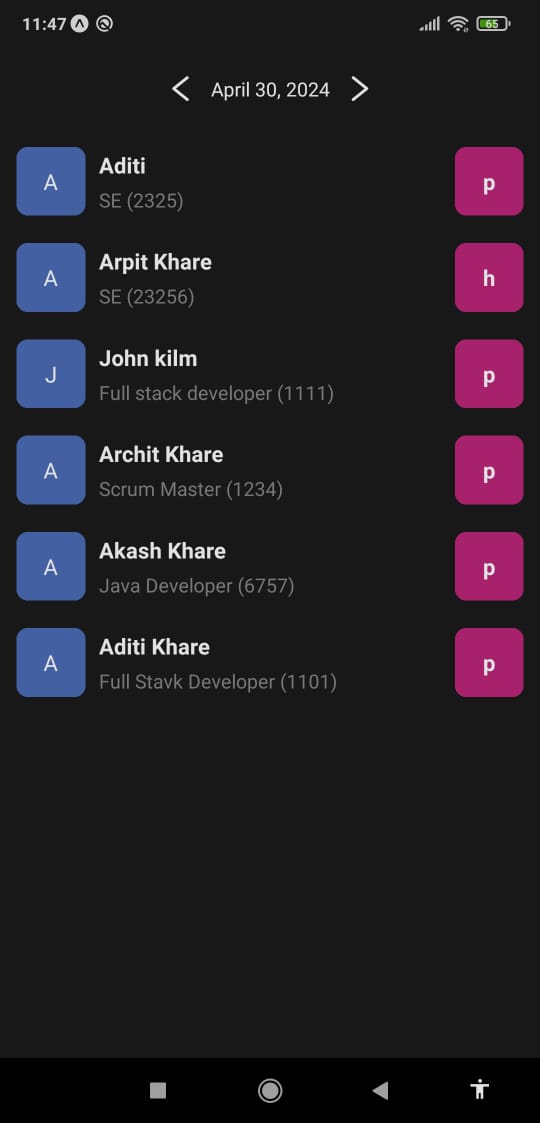 11:47
65
April 30, 2024
A
Aditi
SE (2325)
p
A
Arpit Khare
SE (23256)
h
J
John kilm
Full stack developer (1111)
p
A
Archit Khare
Scrum Master (1234)
p
A
Akash Khare
Java Developer (6757)
p
A
Aditi Khare
Full Stavk Developer (1101)
p